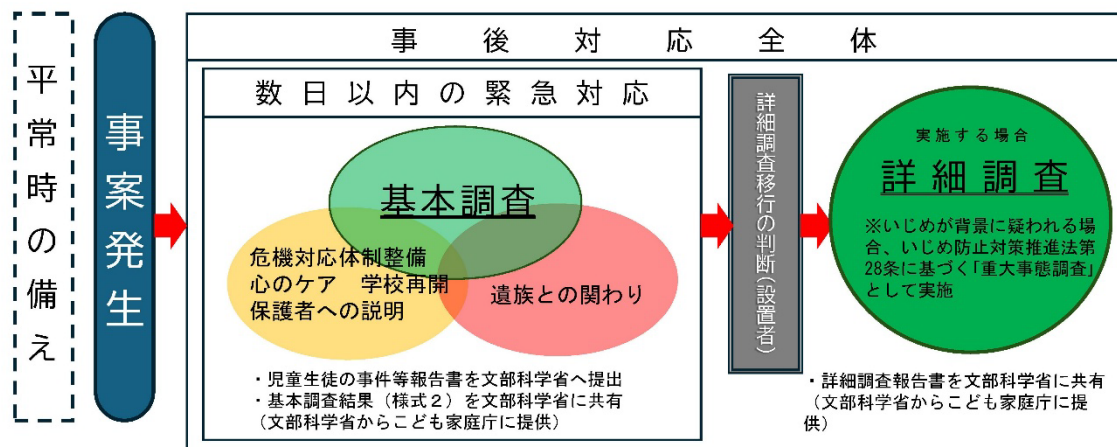 平常時の備え
事案発生
事後対応全体
数日以内の緊急対応
基本調査
危機対応体制整備
心のケア　学校再開
保護者への説明
遺族との関わり
・児童生徒の事件等報告書を文部科学省へ提出
・基本調査結果（様式２）を文部科学省に共有
（文部科学省からこども家庭庁に提供）
詳細調査移行の判断（設置者）
実施する場合
詳細調査
※いじめが背景に疑われる場
合、いじめ防止対策推進法第
28条に基づく「重大事態調査」
として実施
・詳細調査報告書を文部科学省に共有
（文部科学省からこども家庭庁に提
供）